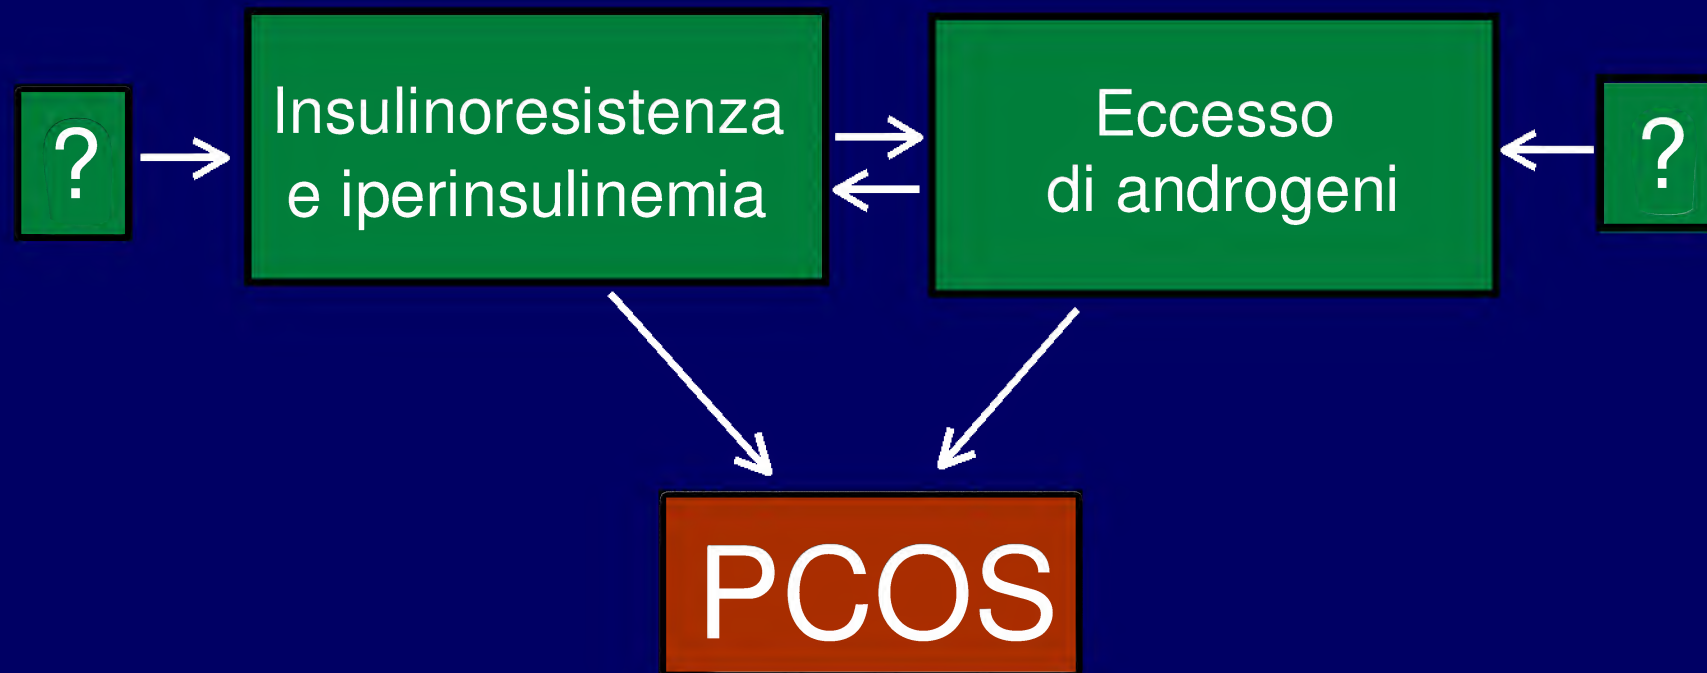 ?
Insulinoresistenza
e iperinsulinemia
Eccesso
di androgeni
?
PCOS